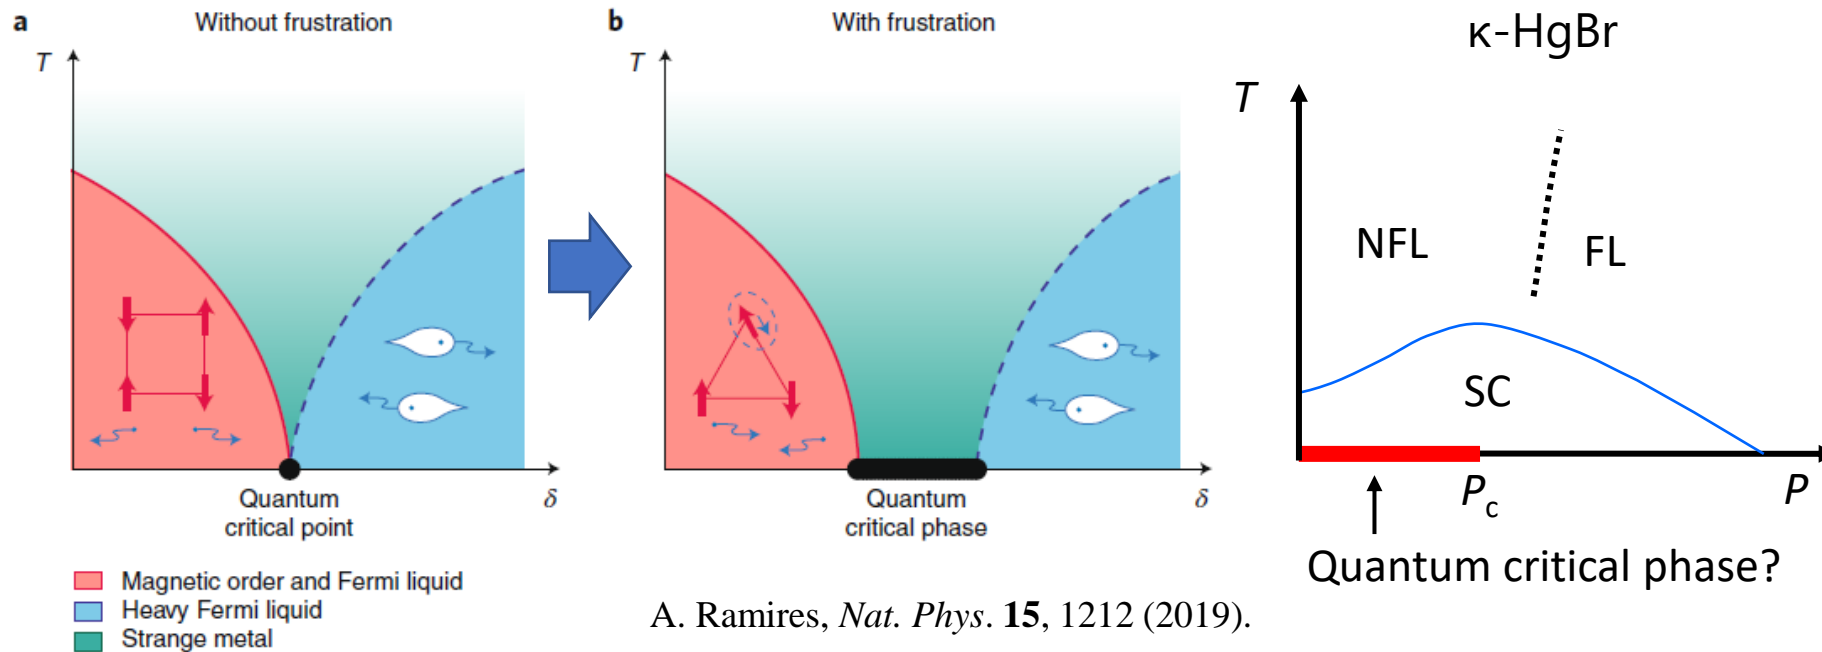 a
Without frustration
T
Quantum
critical point
δ
Magnetic order and Fermi liquid
Heavy Fermi liquid
Strange metal
b
With frustration
T
Quantum
critical phase
δ
A. Ramires, Nat. Phys. 15, 1212 (2019).
κ-HgBr
T
NFL
FL
SC
Pc
P
Quantum critical phase?